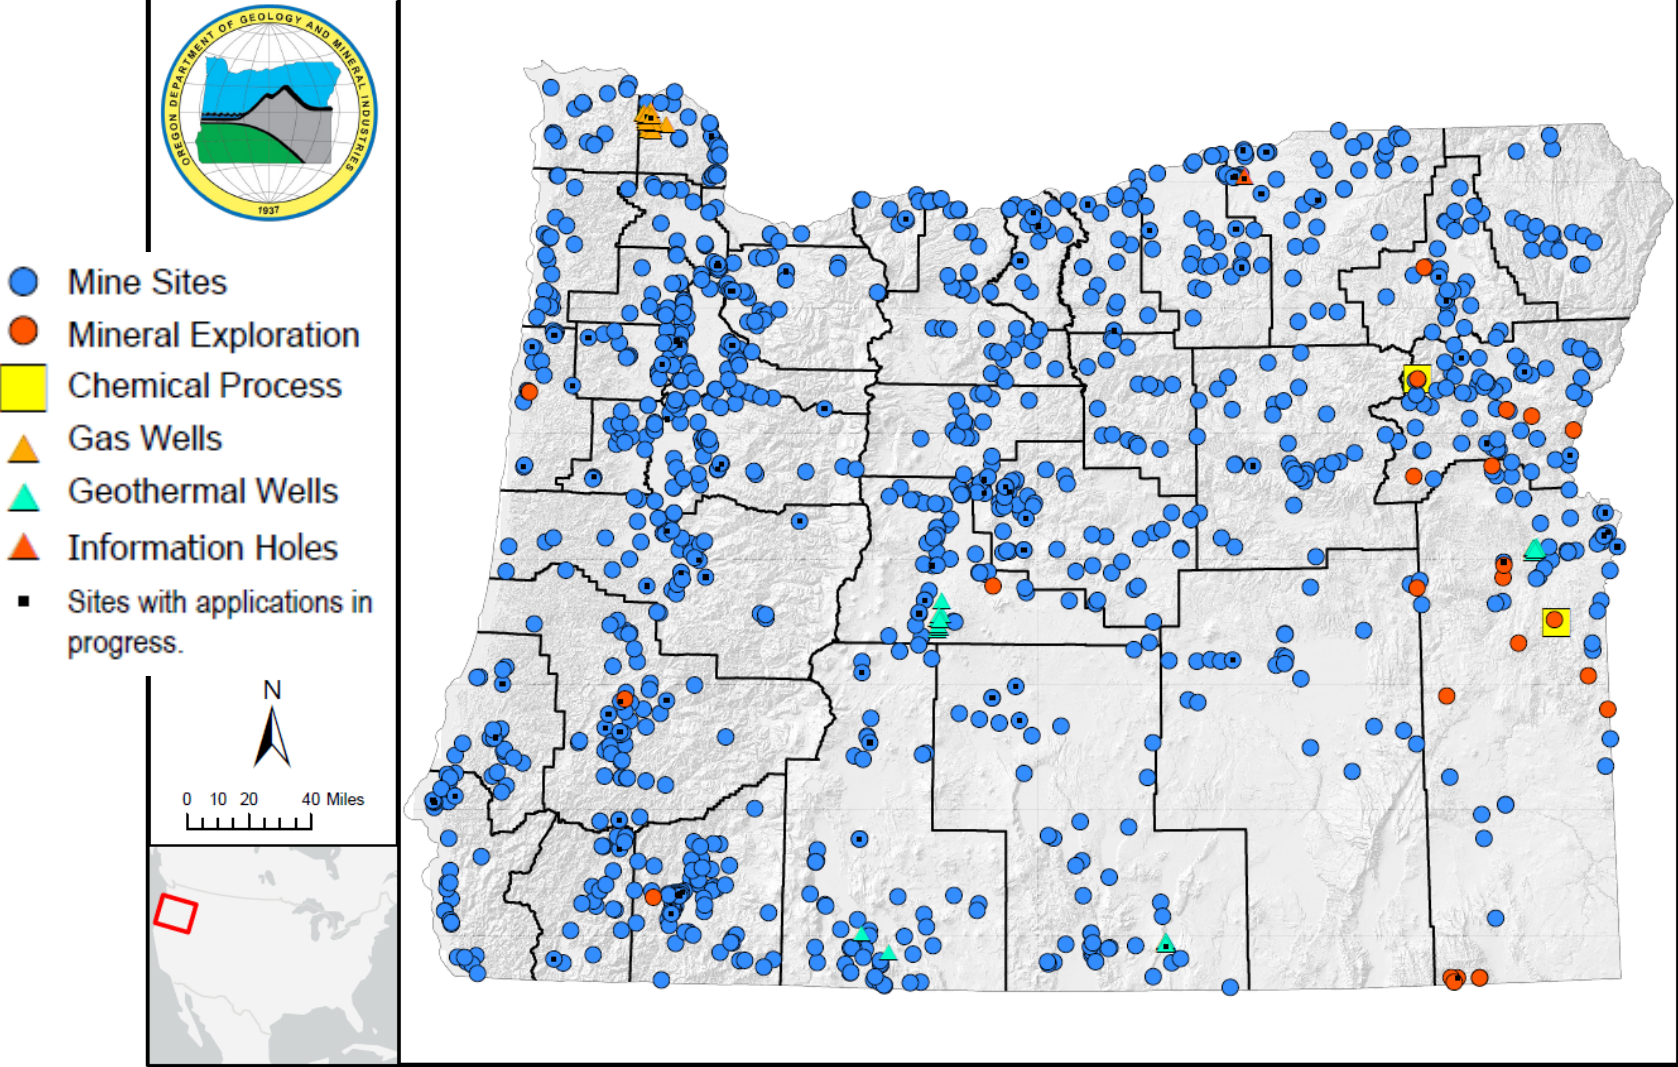 OREGON DEPARTMENT OF GEOLOGY AND MINERAL INDUSTRIES
1937
Mine Sites
Mineral Exploration
Chemical Process
Gas Wells
Geothermal Wells
Information Holes
Sites with applications in
progress.
N
0 10 20 40 Miles